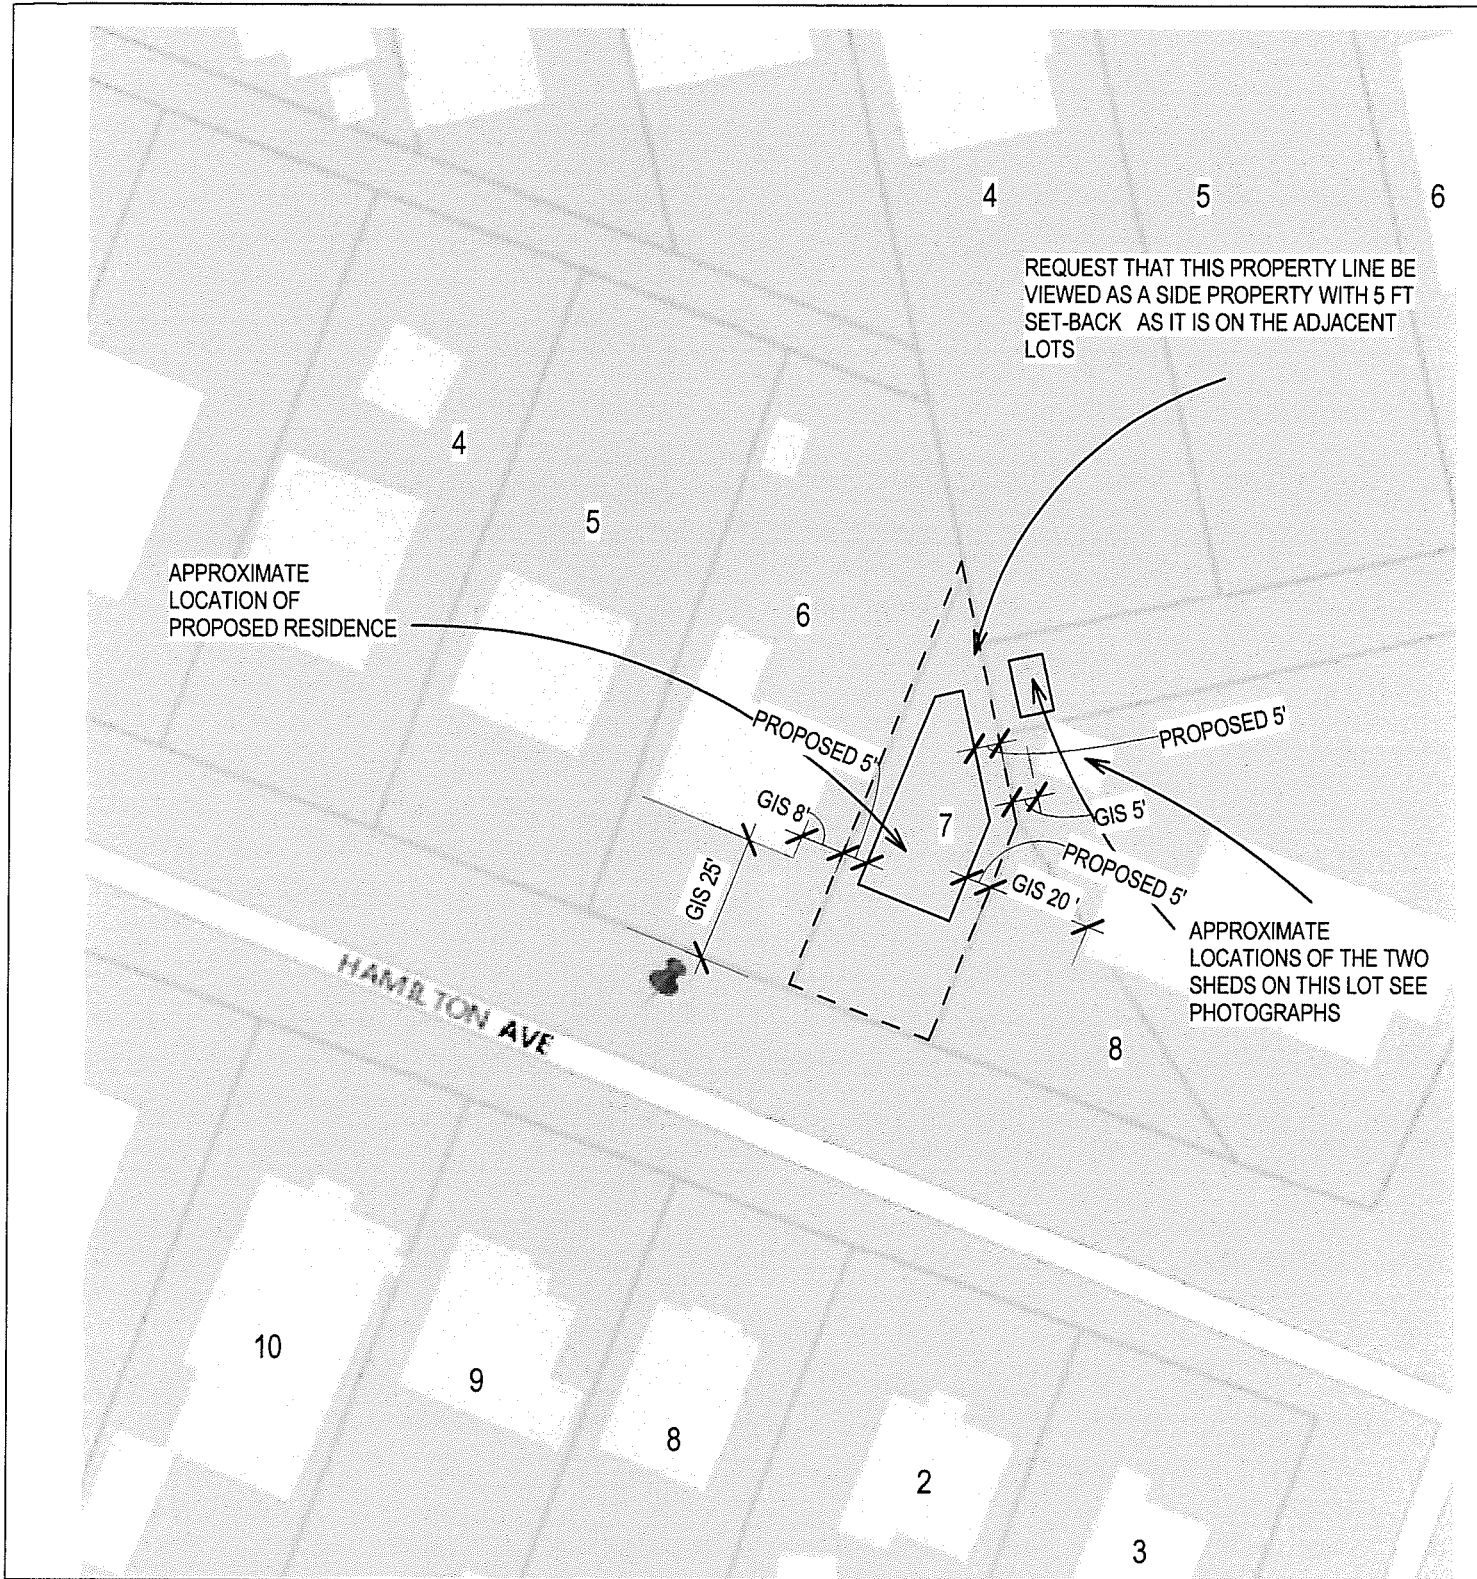 4
5
6
REQUEST THAT THIS PROPERTY LINE BE
VIEWED AS A SIDE PROPERTY WITH 5 FT
SET-BACK AS IT IS ON THE ADJACENT
LOTS
4
5
APPROXIMATE
LOCATION OF
PROPOSED RESIDENCE
6
PROPOSED 5'
PROPOSED 5'
GIS 8'
GIS 5'
7
PROPOSED 5'
GIS 25'
GIS 20 '
APPROXIMATE
LOCATIONS OF THE TWO
SHEDS ON THIS LOT SEE
PHOTOGRAPHS
HAMILTON AVE
8
10
9
8
2
3